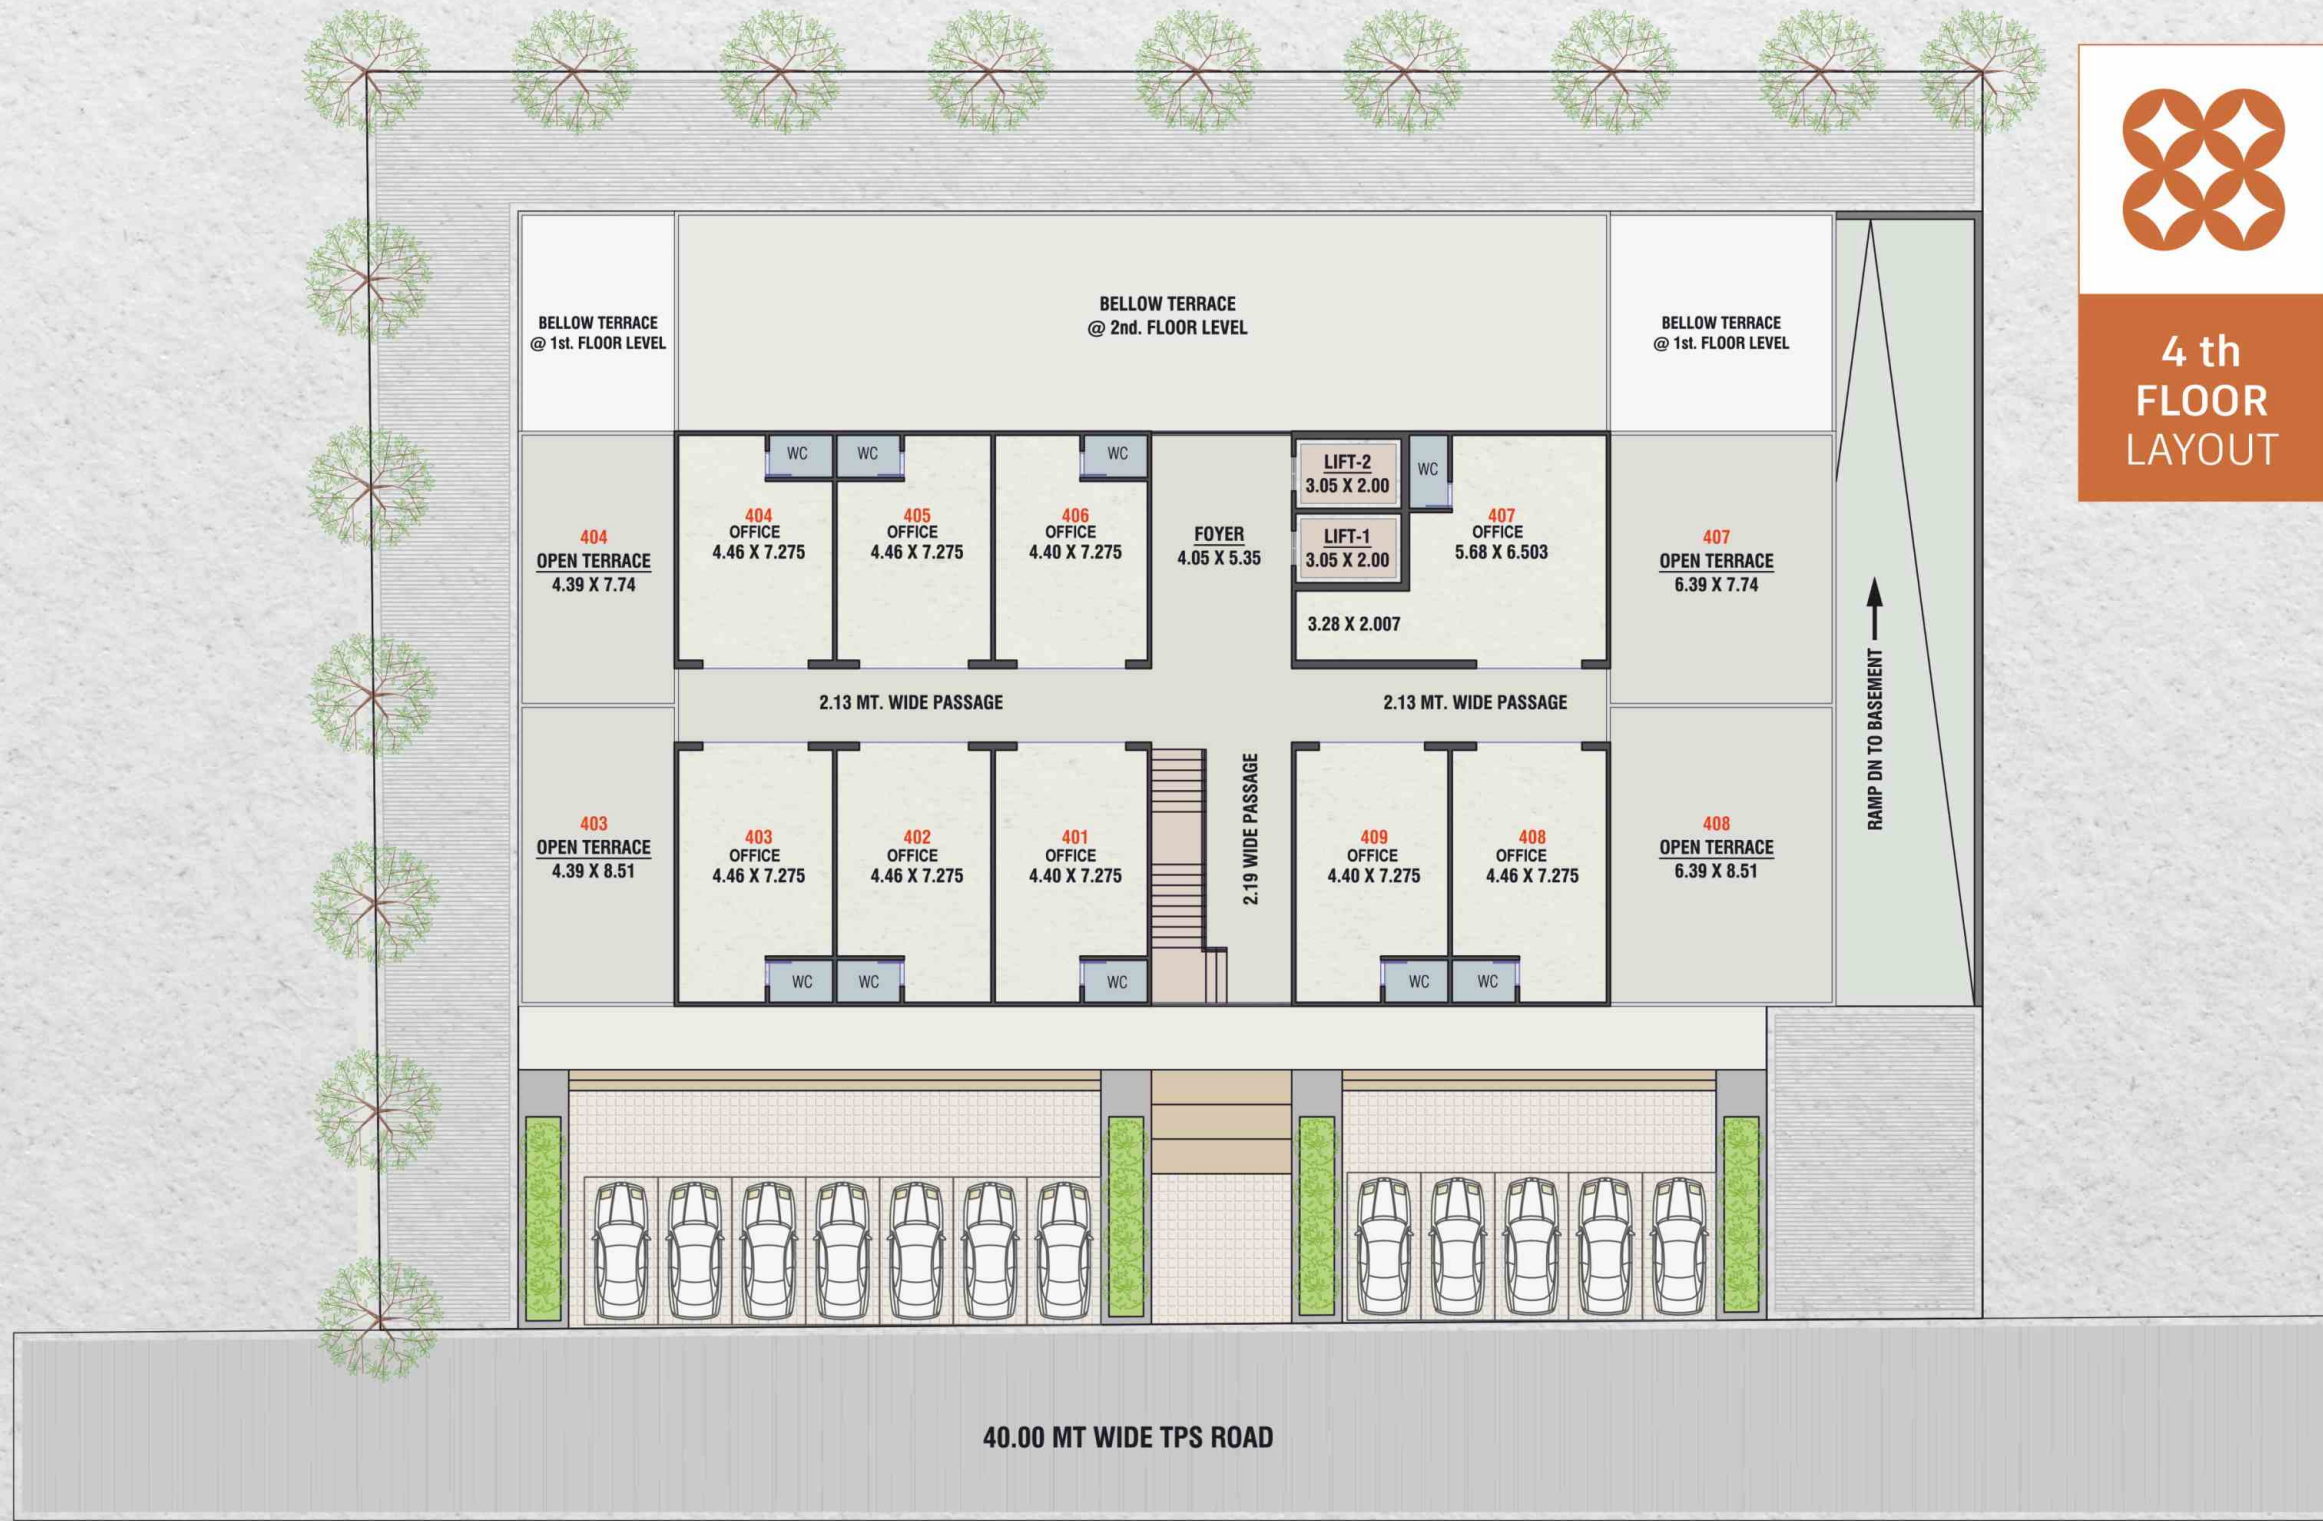 4 th
FLOOR
LAYOUT
BELLOW TERRACE
@ 1st. FLOOR LEVEL
BELLOW TERRACE
@ 2nd. FLOOR LEVEL
BELLOW TERRACE
@ 1st. FLOOR LEVEL
404
OPEN TERRACE
4.39 X 7.74
WC
404
OFFICE
4.46 X 7.275
WC
405
OFFICE
4.46 X 7.275
WC
406
OFFICE
4.40 X 7.275
FOYER
4.05 X 5.35
LIFT-2
3.05 X 2.00
LIFT-1
3.05 X 2.00
WC
407
OFFICE
5.68 X 6.503
3.28 X 2.007
407
OPEN TERRACE
6.39 X 7.74
RAMP DN TO BASEMENT
2.13 MT. WIDE PASSAGE
2.13 MT. WIDE PASSAGE
403
OPEN TERRACE
4.39 X 8.51
403
OFFICE
4.46 X 7.275
WC
402
OFFICE
4.46 X 7.275
WC
401
OFFICE
4.40 X 7.275
WC
2.19 WIDE PASSAGE
409
OFFICE
4.40 X 7.275
WC
408
OFFICE
4.46 X 7.275
WC
408
OPEN TERRACE
6.39 X 8.51
40.00 MT WIDE TPS ROAD